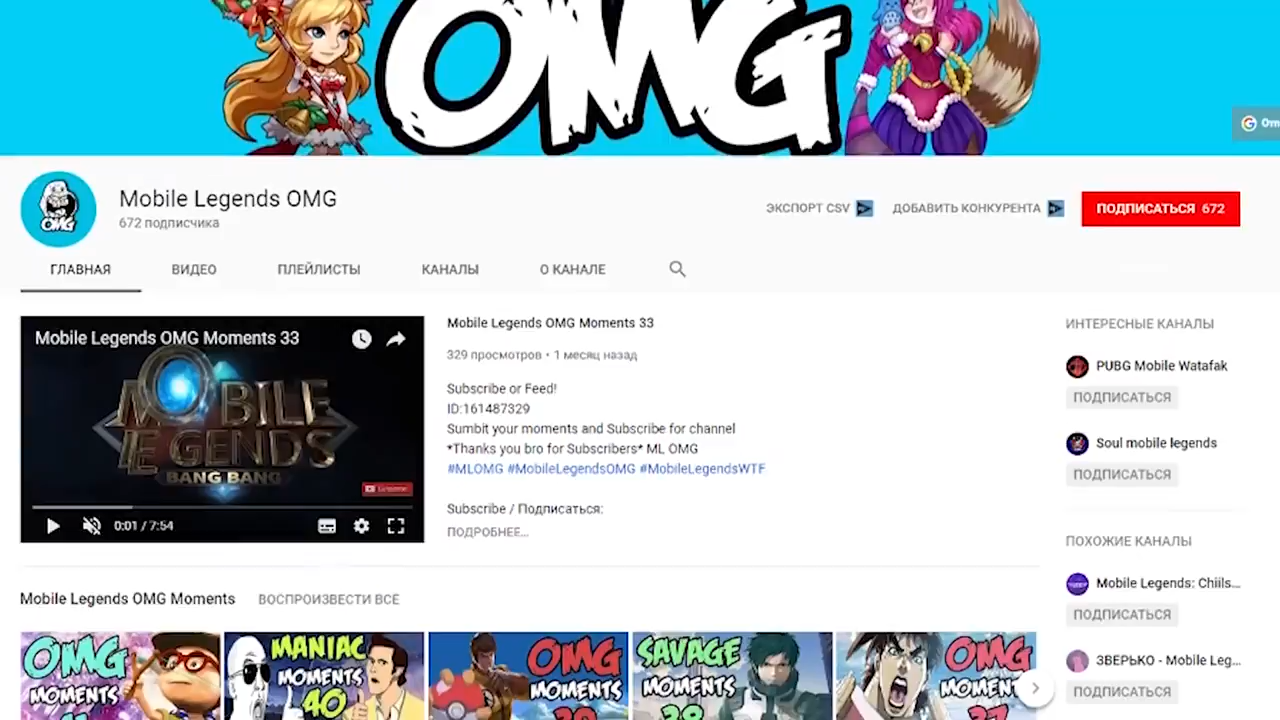 OMG
Mobile Legends OMG
672 подписчика
ЭКСПОРТ CSV
ДОБАВИТЬ КОНКУРЕНТА
ПОДПИСАТЬСЯ 672
ГЛАВНАЯ
ВИДЕО
ПЛЕЙЛИСТЫ
КАНАЛЫ
О КАНАЛЕ
Mobile Legends OMG Moments 33
MOBILE
LEGENDS
BANG BANG
0:01 / 7:54
Mobile Legends OMG Moments 33
329 просмотров • 1 месяц назад
Subscribe or Feed!
ID:161487329
Sumbit your moments and Subscribe for channel
*Thanks you bro for Subscribers* ML OMG
#MLOMG #MobileLegendsOMG #MobileLegendsWTF
Subscribe / Подписаться:
ПОДРОБНЕЕ...
ИНТЕРЕСНЫЕ КАНАЛЫ
PUBG Mobile Watafak
ПОДПИСАТЬСЯ
Soul mobile legends
ПОДПИСАТЬСЯ
ПОХОЖИЕ КАНАЛЫ
Mobile Legends: Chiils...
ПОДПИСАТЬСЯ
ЗВЕРЬКО - Mobile Leg...
ПОДПИСАТЬСЯ
Mobile Legends OMG Moments
ВОСПРОИЗВЕСТИ ВСЕ
OMG
MOMENTS
MANIAC
MOMENTS
40
OMG
MOMENTS
SAVAGE
MOMENTS
OMG